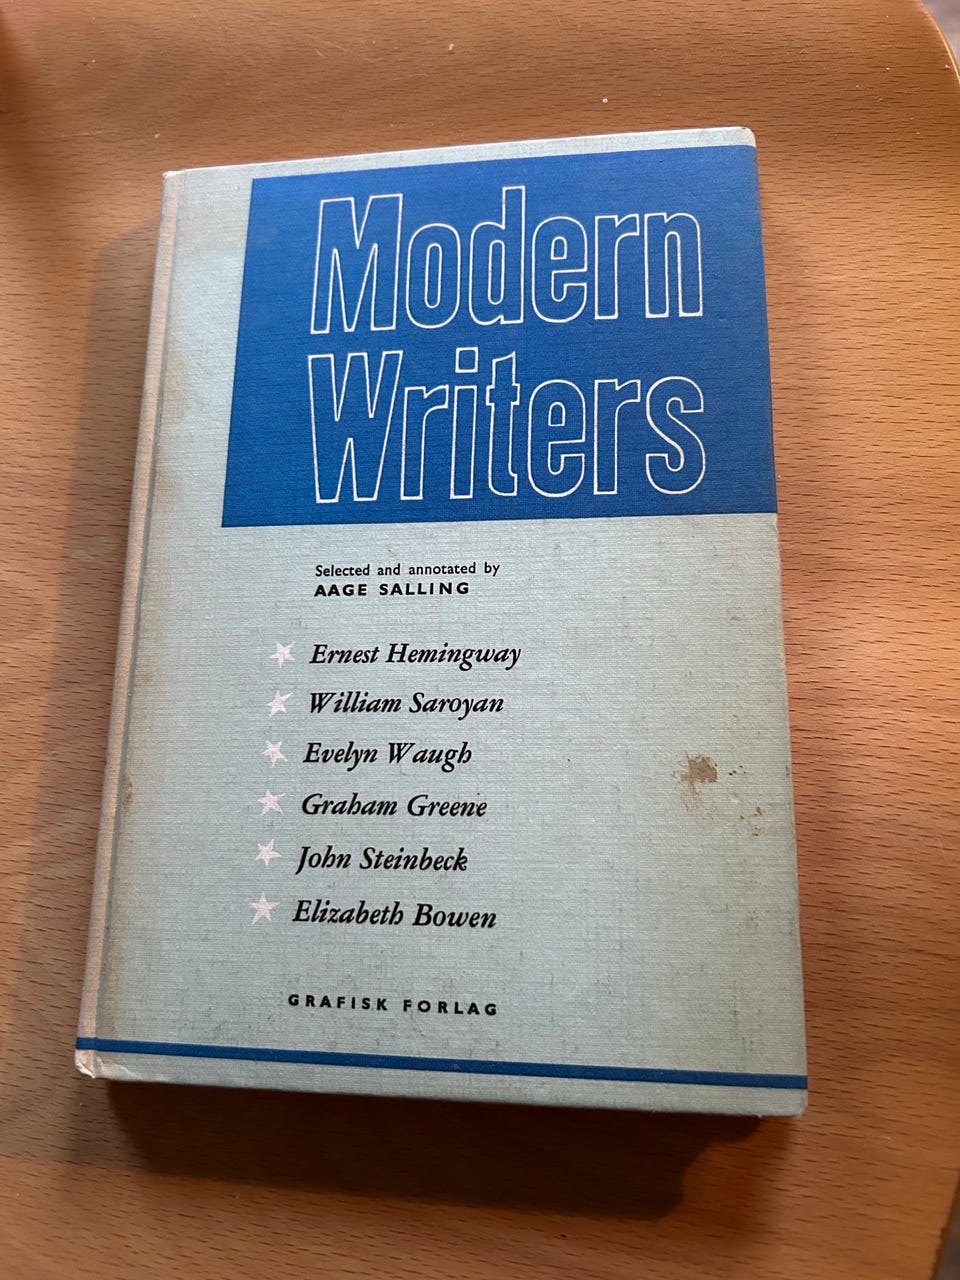 Modern
Writers
Selected and annotated by
AAGE SALLING
Ernest Hemingway
William Saroyan
Evelyn Waugh
Graham Greene
John Steinbeck
Elizabeth Bowen
GRAFISK FORLAG